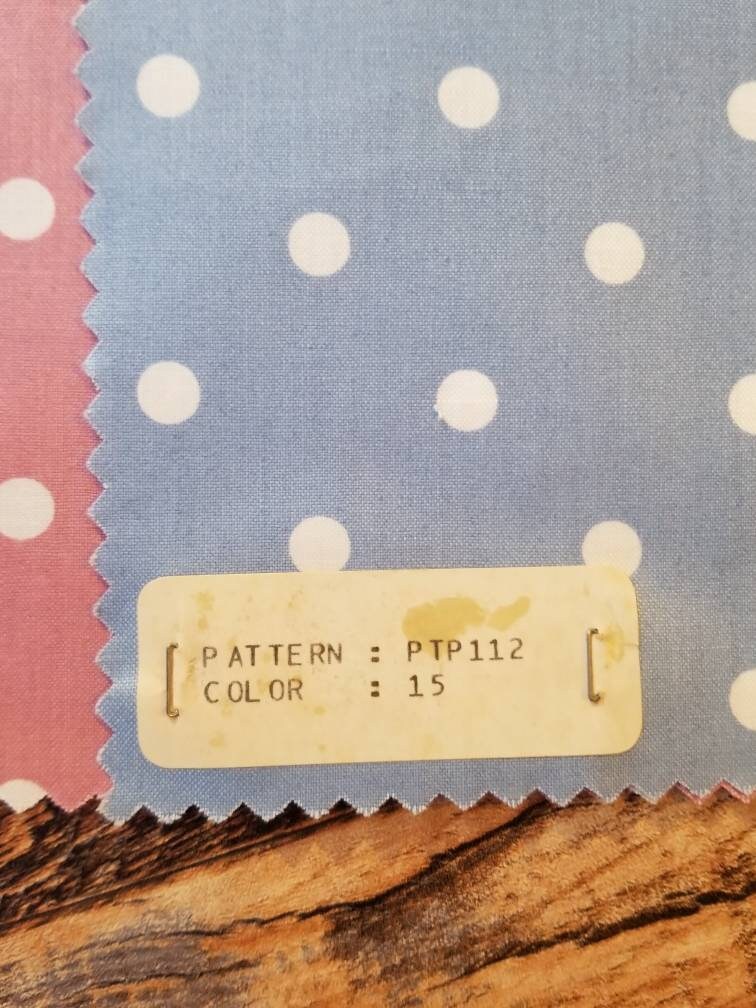 PATTERN : PTP112
COLOR : 15